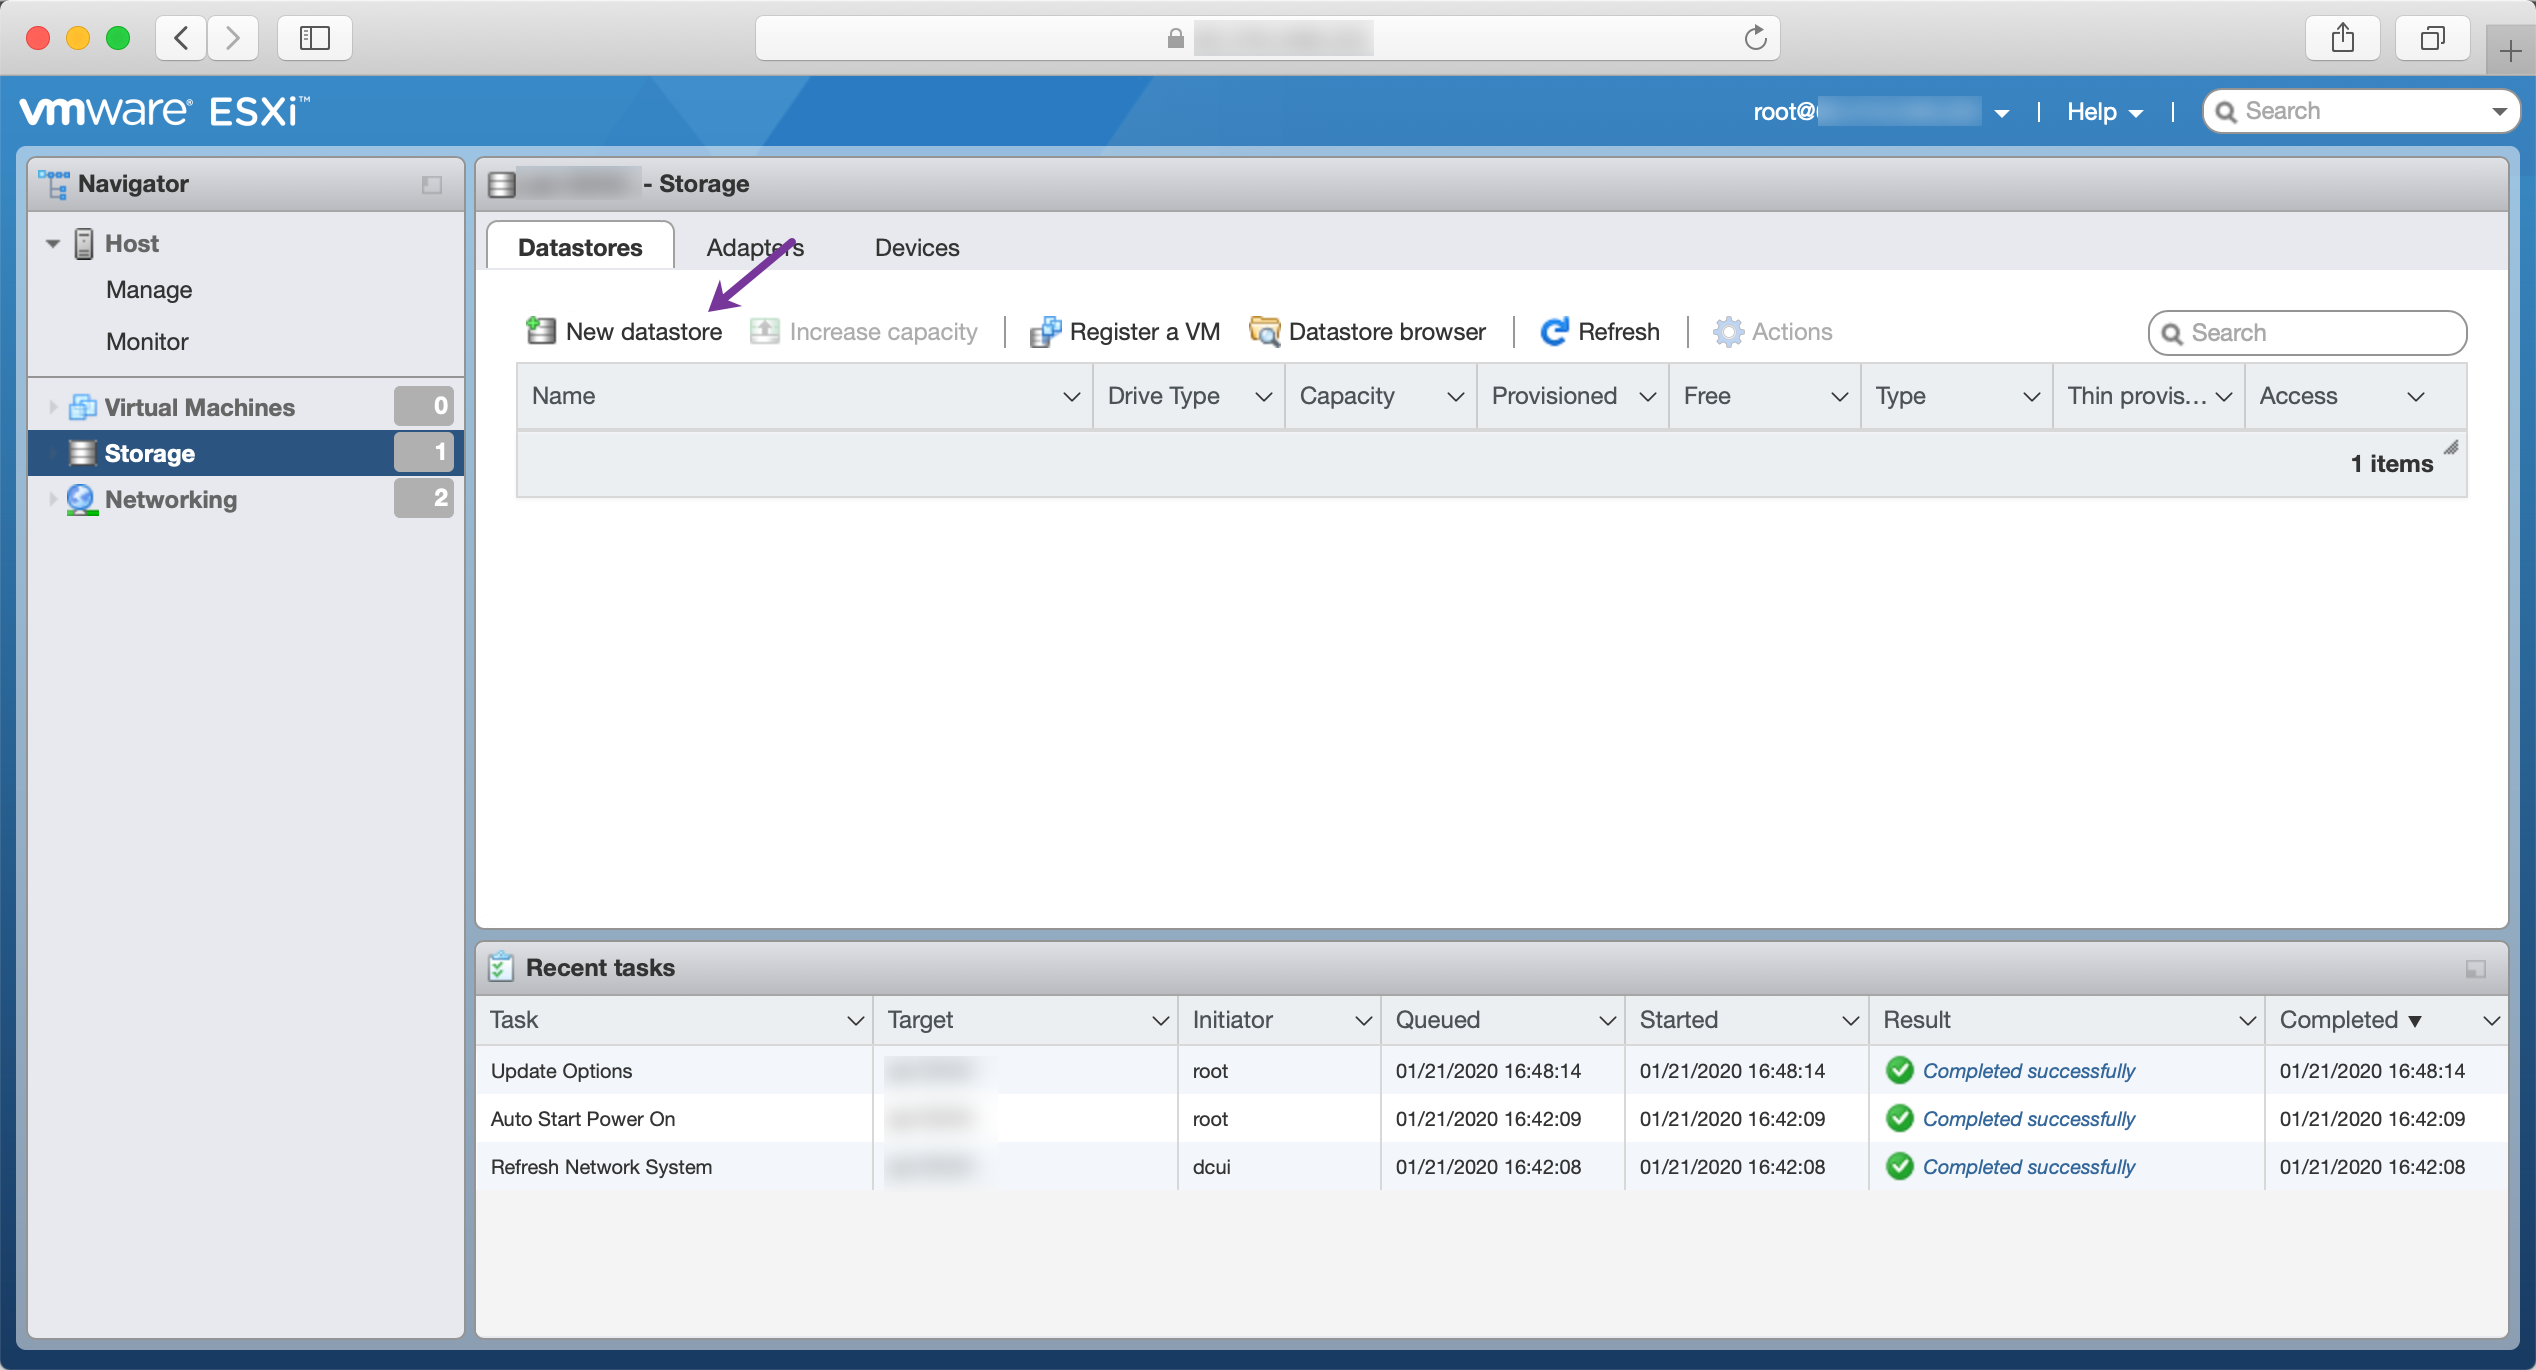 vmware® ESXi™
root@
Help
Search
Navigator
Host
Manage
Monitor
Virtual Machines 0
Storage 1
Networking 2
- Storage
Datastores Adapters Devices
New datastore Increase capacity Register a VM Datastore browser Refresh Actions Search
Name Drive Type Capacity Provisioned Free Type Thin provis... Access
1 items
Recent tasks
Task Target Initiator Queued Started Result Completed ▼
Update Options root 01/21/2020 16:48:14 01/21/2020 16:48:14 Completed successfully 01/21/2020 16:48:14
Auto Start Power On root 01/21/2020 16:42:09 01/21/2020 16:42:09 Completed successfully 01/21/2020 16:42:09
Refresh Network System dcui 01/21/2020 16:42:08 01/21/2020 16:42:08 Completed successfully 01/21/2020 16:42:08